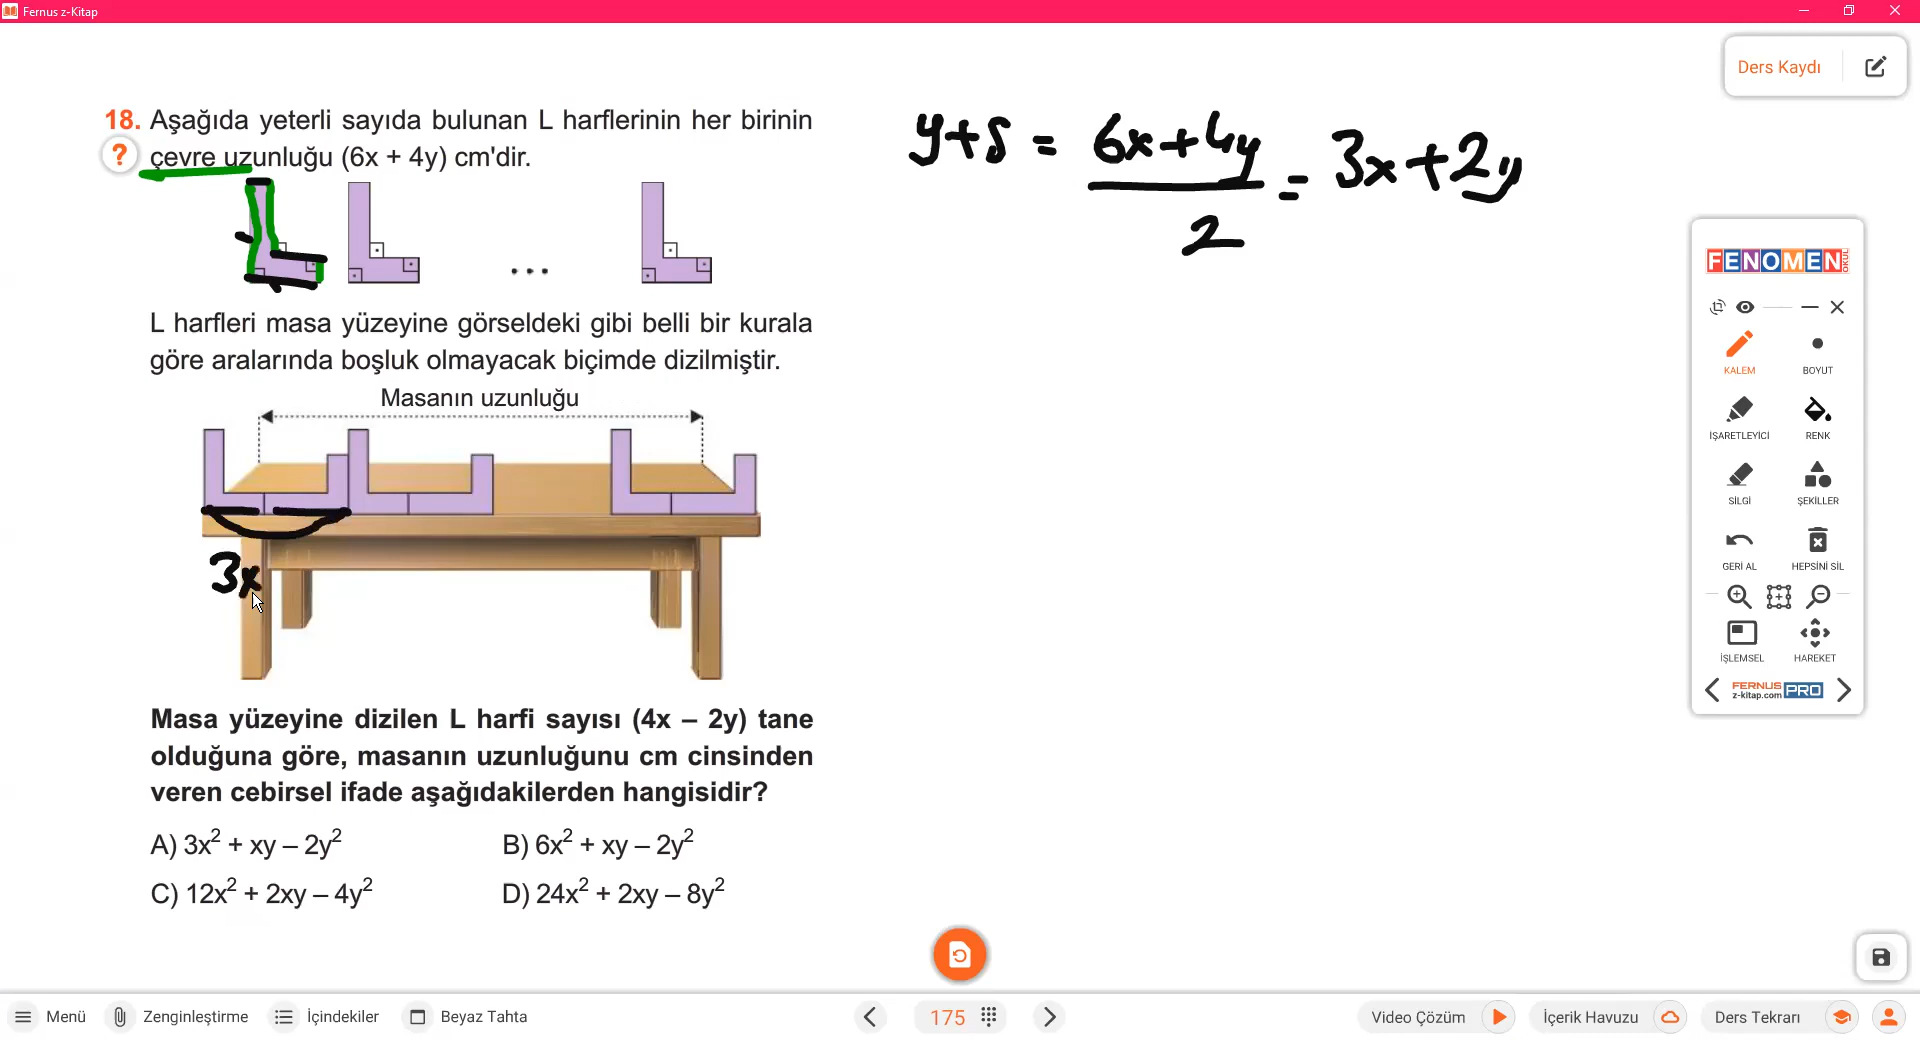 Fernus z-Kitap
Ders Kaydı
18. Aşağıda yeterli sayıda bulunan L harflerinin her birinin
? çevre uzunluğu (6x + 4y) cm'dir.
...
L harfleri masa yüzeyine görseldeki gibi belli bir kurala
göre aralarında boşluk olmayacak biçimde dizilmiştir.
Masanın uzunluğu
3x
Masa yüzeyine dizilen L harfi sayısı (4x – 2y) tane
olduğuna göre, masanın uzunluğunu cm cinsinden
veren cebirsel ifade aşağıdakilerden hangisidir?
A) 3x² + xy – 2y²
B) 6x² + xy – 2y²
C) 12x² + 2xy – 4y²
D) 24x² + 2xy – 8y²
y+5 = 6x+4y / 2 = 3x+2y
FENOMEN OKUL
KALEM
BOYUT
İŞARETLEYİCİ
RENK
SİLGİ
ŞEKİLLER
GERİ AL
HEPSİNİ SİL
İŞLEMSEL
HAREKET
FERNUS
z-kitap.com PRO
Menü
Zenginleştirme
İçindekiler
Beyaz Tahta
175
Video Çözüm
İçerik Havuzu
Ders Tekrarı